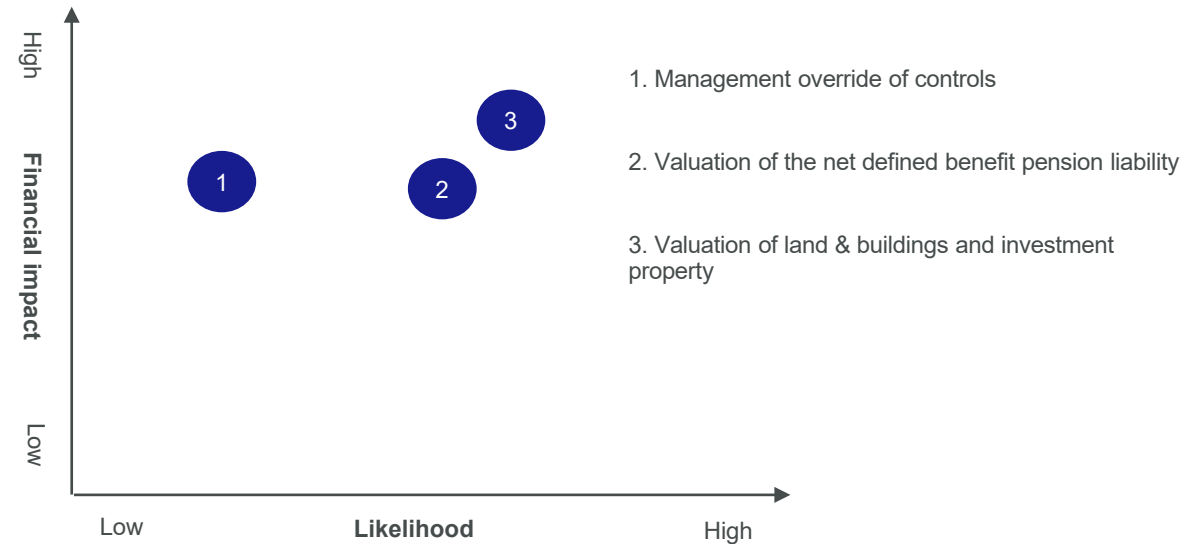 High
Financial impact
Low
1
2
3
Low
Likelihood
High
1. Management override of controls
2. Valuation of the net defined benefit pension liability
3. Valuation of land & buildings and investment
property